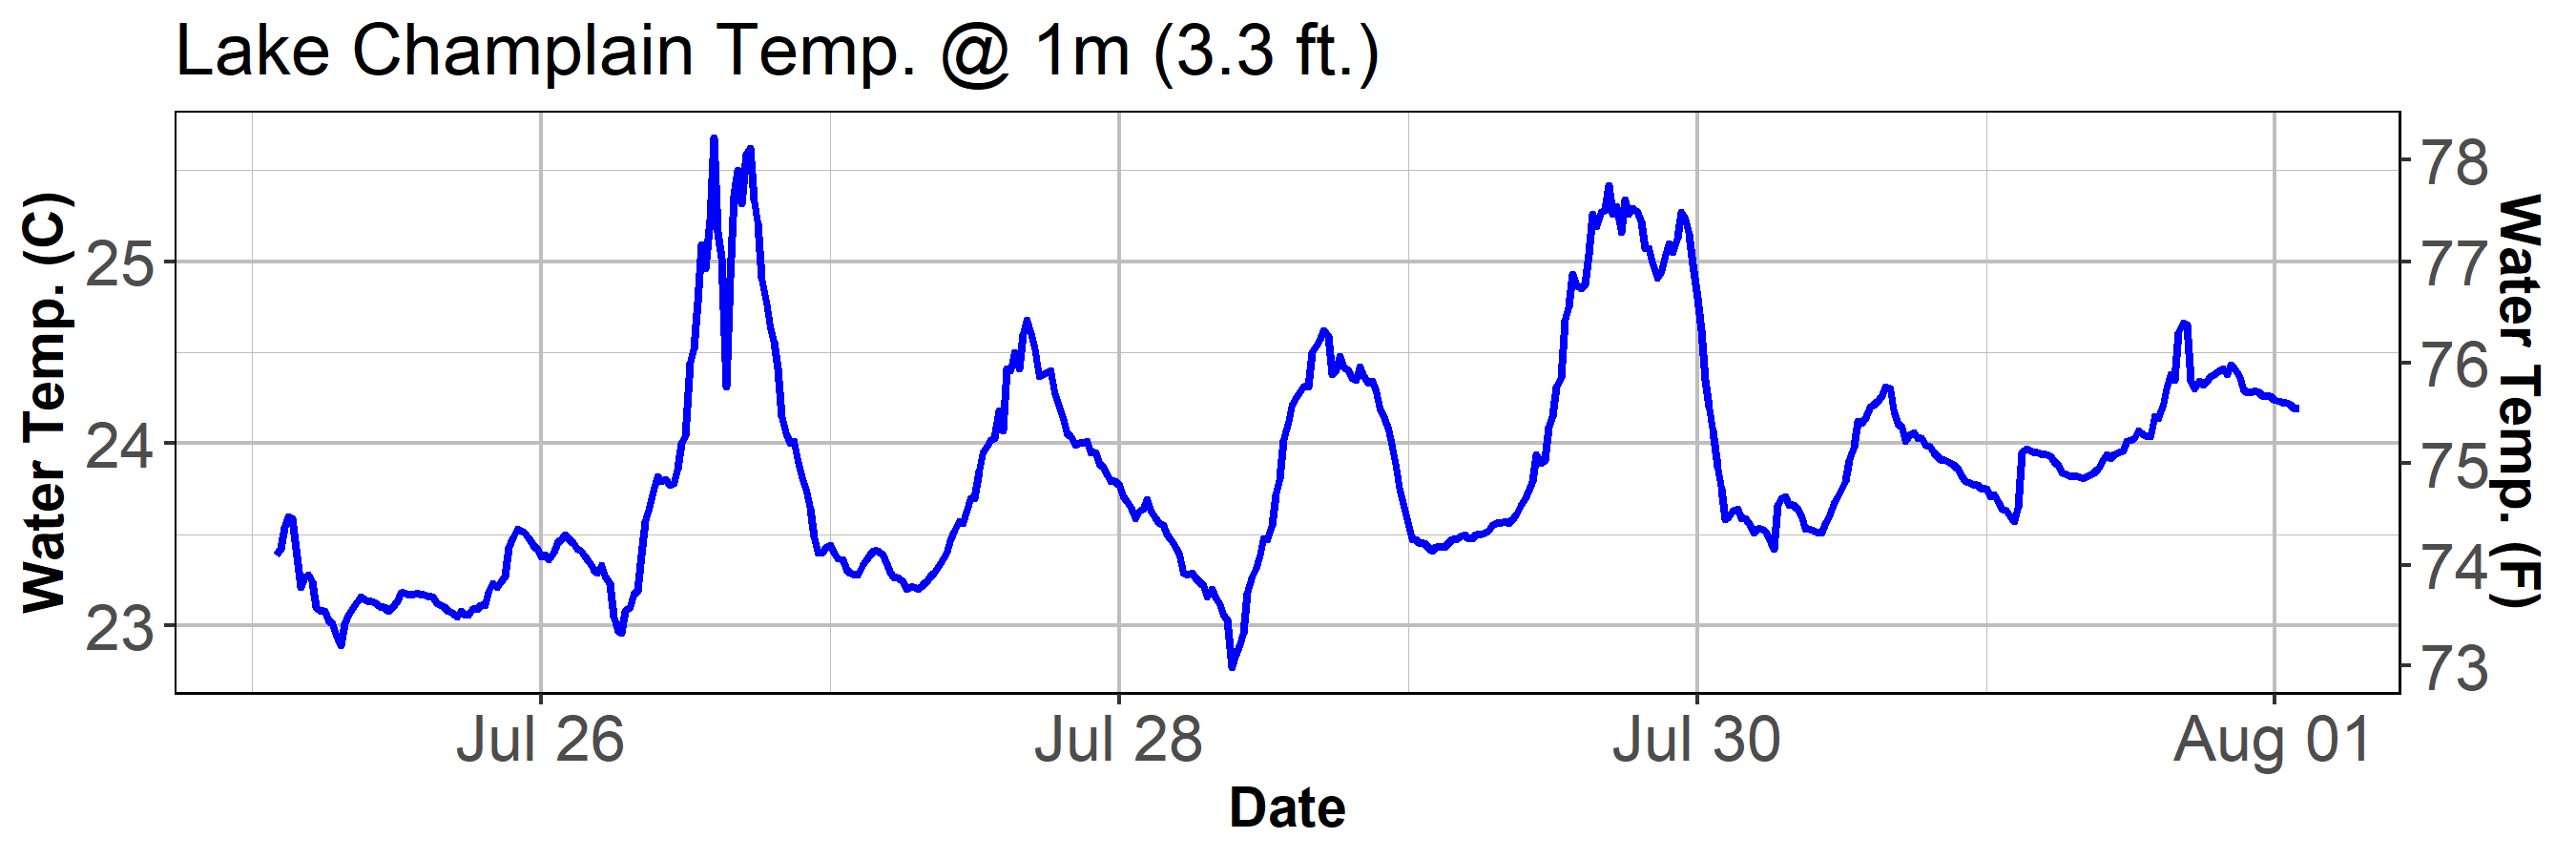 Lake Champlain Temp. @ 1m (3.3 ft.)
Water Temp. (C)
25
24
23
78
77
76
75
74
73
Water Temp. (F)
Jul 26
Jul 28
Jul 30
Aug 01
Date